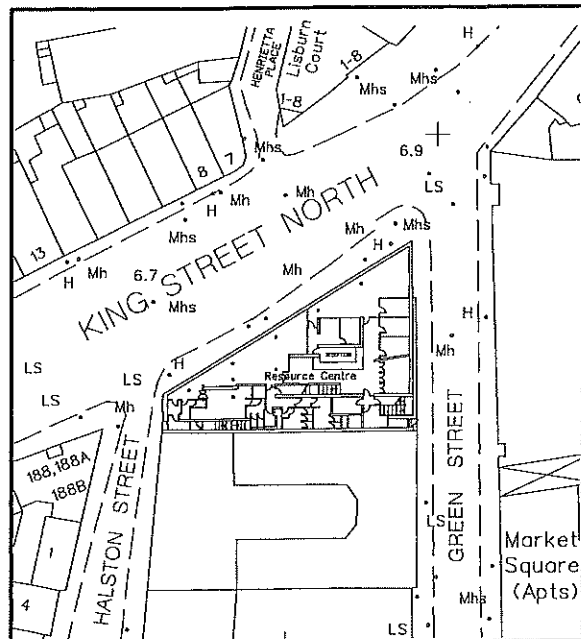 HENRIETTA
PLACE
Lisburn
Court
1-8
1-8
H
Mhs
Mhs
Mhs
6.9
8
7
LS
Mh
H
KING STREET NORTH
Mhs
Mhs
H
13
Mh
H
6.7
Mh
Mhs
H
Mh
LS
LS
H
LS
Mh
Resource Centre
188,188A
188B
HALSTON STREET
GREEN STREET
LS
1
4
Market
Square
(Apts)
Mhs
LS